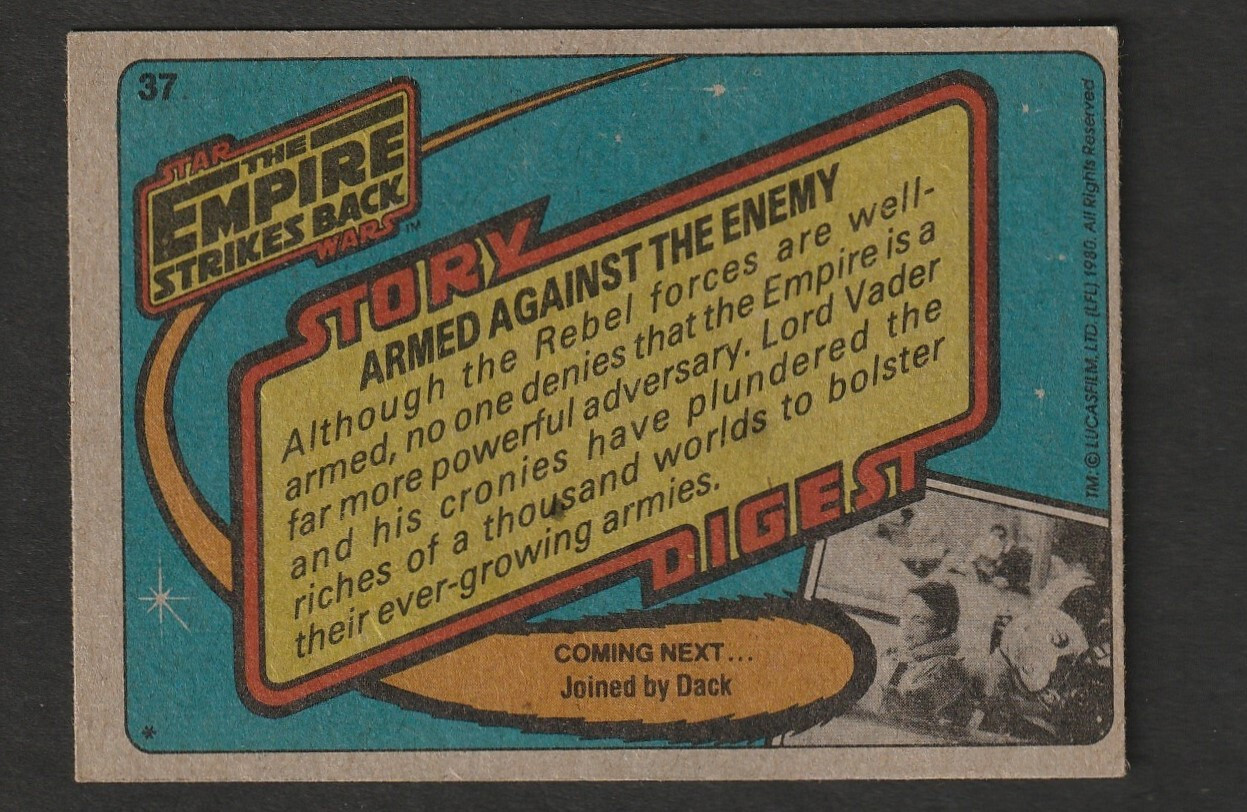 37
STAR
THE
EMPIRE
STRIKES BACK
WARS™
STORY
ARMED AGAINST THE ENEMY
Although the Rebel forces are well-
armed, no one denies that the Empire is a
far more powerful adversary. Lord Vader
and his cronies have plundered the
riches of a thousand worlds to bolster
their ever-growing armies.
DIGEST
COMING NEXT...
Joined by Dack
*
TM: © LUCASFILM, LTD. (LFL) 1980. All Rights Reserved